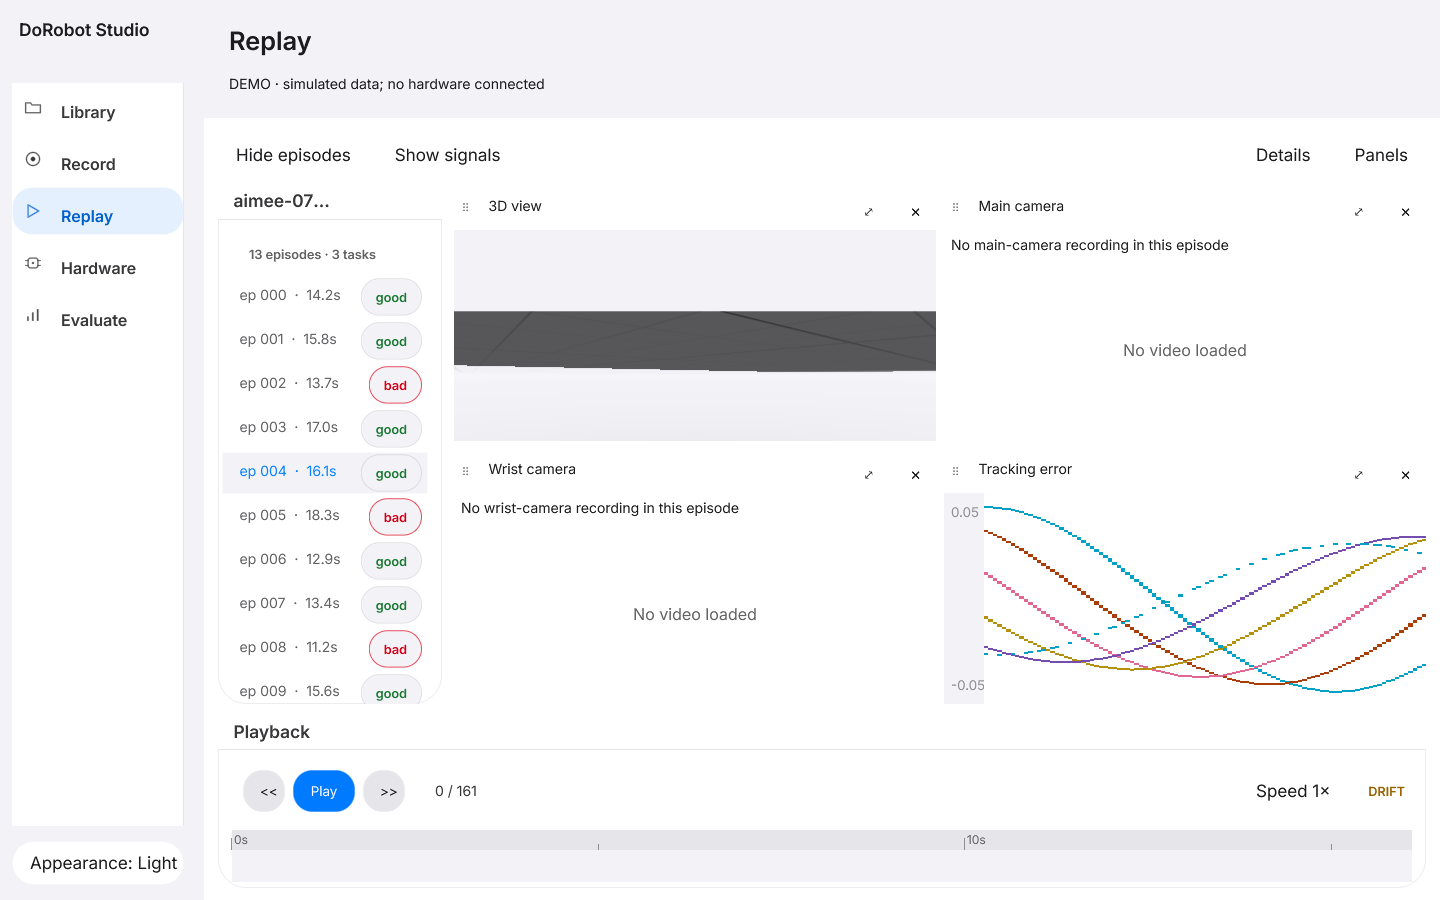 DoRobot Studio
Library
Record
Replay
Hardware
Evaluate
Appearance: Light
Replay
DEMO · simulated data; no hardware connected
Hide episodes
Show signals
Details
Panels
aimee-07...
13 episodes · 3 tasks
ep 000 · 14.2s good
ep 001 · 15.8s good
ep 002 · 13.7s bad
ep 003 · 17.0s good
ep 004 · 16.1s good
ep 005 · 18.3s bad
ep 006 · 12.9s good
ep 007 · 13.4s good
ep 008 · 11.2s bad
ep 009 · 15.6s good
3D view
Main camera
No main-camera recording in this episode
No video loaded
Wrist camera
No wrist-camera recording in this episode
No video loaded
Tracking error
0.05
-0.05
Playback
<< Play >> 0 / 161
Speed 1×
DRIFT
0s
10s